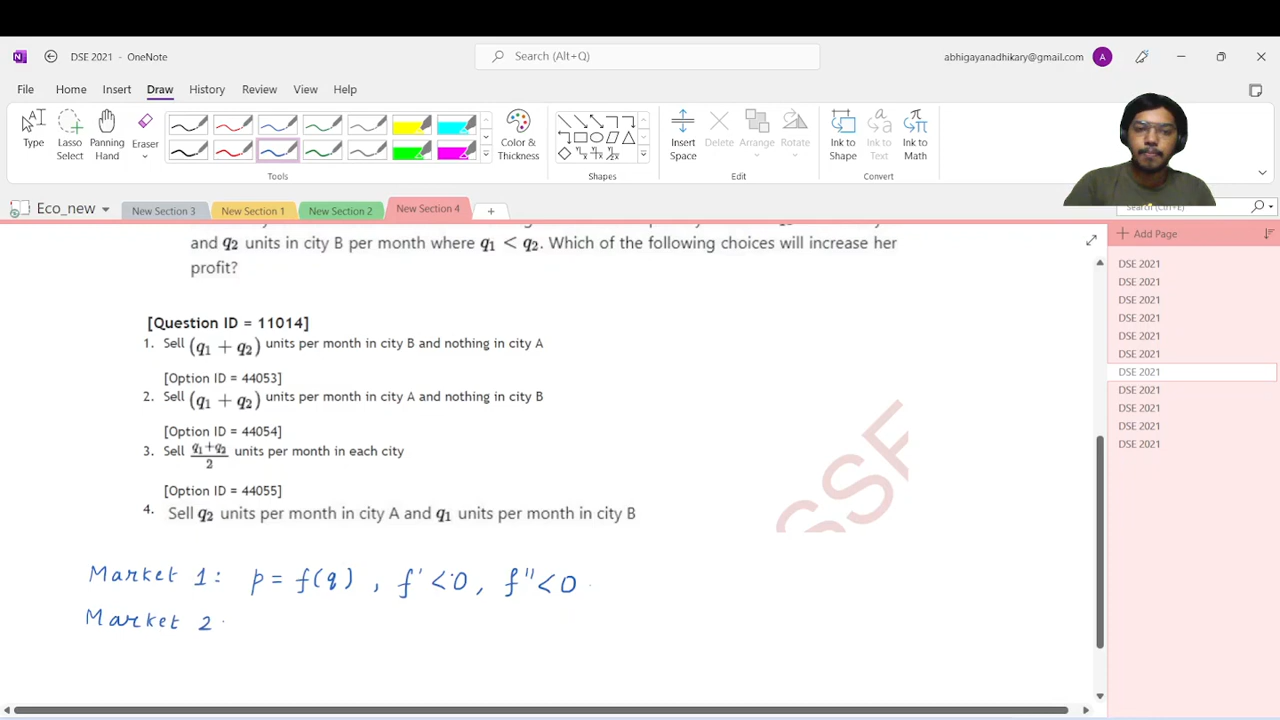 DSE 2021 - OneNote
Search (Alt+Q)
abhigayanadhikary@gmail.com
A
File Home Insert Draw History Review View Help
Type
Lasso Select
Panning Hand
Eraser
Color & Thickness
Insert Space
Delete
Arrange
Rotate
Ink to Shape
Ink to Text
Ink to Math
Tools
Shapes
Edit
Convert
Eco_new
New Section 3
New Section 1
New Section 2
New Section 4
+
Search (Ctrl+E)
Add Page
DSE 2021
DSE 2021
DSE 2021
DSE 2021
DSE 2021
DSE 2021
DSE 2021
DSE 2021
DSE 2021
DSE 2021
DSE 2021
and q₂ units in city B per month where q₁ < q₂. Which of the following choices will increase her
profit?
[Question ID = 11014]
1. Sell (q₁ + q₂) units per month in city B and nothing in city A
[Option ID = 44053]
2. Sell (q₁ + q₂) units per month in city A and nothing in city B
[Option ID = 44054]
3. Sell (q₁+q₂)/2 units per month in each city
[Option ID = 44055]
4. Sell q₂ units per month in city A and q₁ units per month in city B
SSF
Market 1: p = f(q), f' < 0, f'' < 0
Market 2